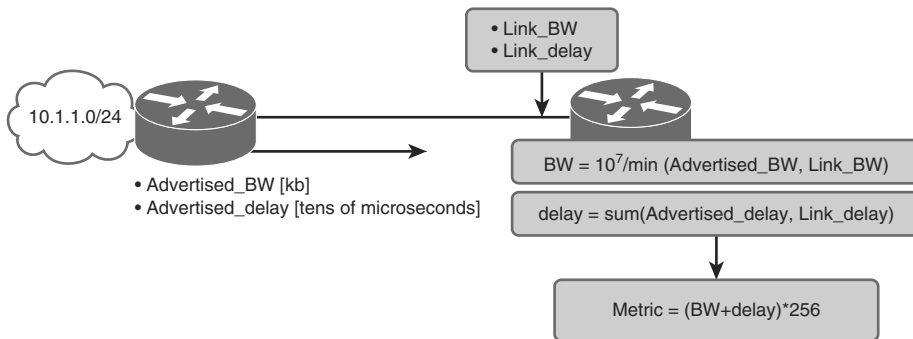 • Link_BW
• Link_delay
10.1.1.0/24
BW = 10⁷/min (Advertised_BW, Link_BW)
• Advertised_BW [kb]
• Advertised_delay [tens of microseconds]
delay = sum(Advertised_delay, Link_delay)
Metric = (BW+delay)*256